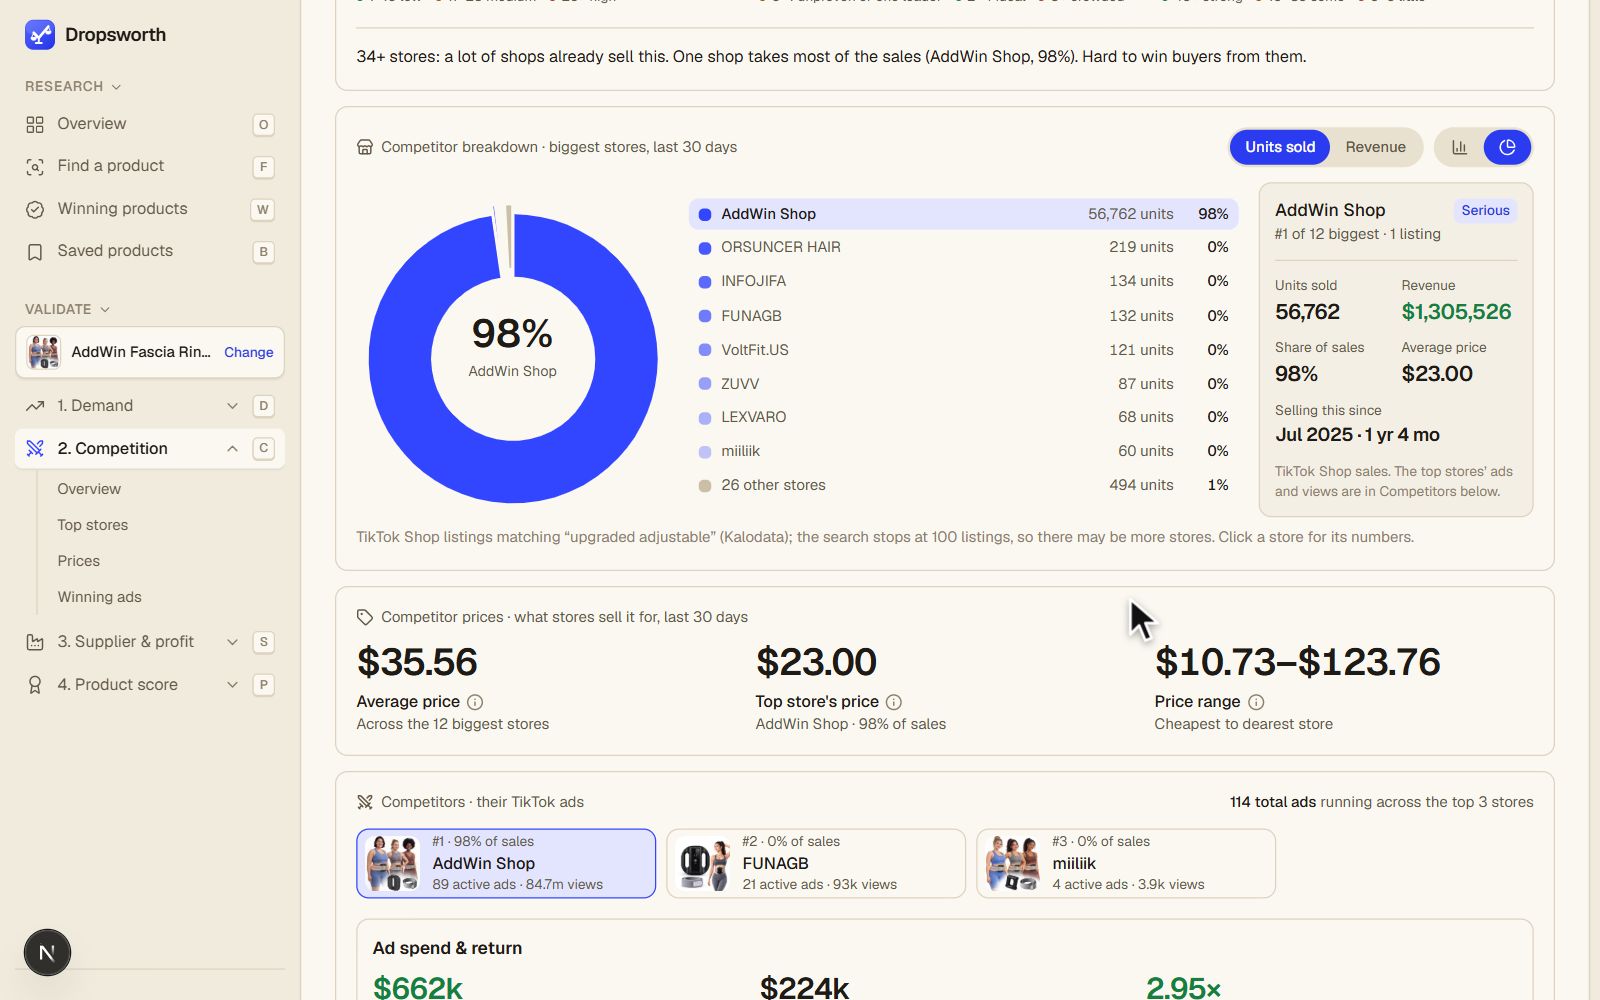 Dropsworth
RESEARCH
Overview O
Find a product F
Winning products W
Saved products B
VALIDATE
AddWin Fascia Rin... Change
1. Demand D
2. Competition C
Overview
Top stores
Prices
Winning ads
3. Supplier & profit S
4. Product score P
N
34+ stores: a lot of shops already sell this. One shop takes most of the sales (AddWin Shop, 98%). Hard to win buyers from them.
Competitor breakdown · biggest stores, last 30 days
Units sold Revenue
98%
AddWin Shop
AddWin Shop 56,762 units 98%
ORSUNCER HAIR 219 units 0%
INFOJIFA 134 units 0%
FUNAGB 132 units 0%
VoltFit.US 121 units 0%
ZUVV 87 units 0%
LEXVARO 68 units 0%
miiliik 60 units 0%
26 other stores 494 units 1%
AddWin Shop Serious
#1 of 12 biggest · 1 listing
Units sold Revenue
56,762 $1,305,526
Share of sales Average price
98% $23.00
Selling this since
Jul 2025 · 1 yr 4 mo
TikTok Shop sales. The top stores’ ads
and views are in Competitors below.
TikTok Shop listings matching “upgraded adjustable” (Kalodata); the search stops at 100 listings, so there may be more stores. Click a store for its numbers.
Competitor prices · what stores sell it for, last 30 days
$35.56 $23.00 $10.73–$123.76
Average price Top store's price Price range
Across the 12 biggest stores AddWin Shop · 98% of sales Cheapest to dearest store
Competitors · their TikTok ads
114 total ads running across the top 3 stores
#1 · 98% of sales
AddWin Shop
89 active ads · 84.7m views
#2 · 0% of sales
FUNAGB
21 active ads · 93k views
#3 · 0% of sales
miiliik
4 active ads · 3.9k views
Ad spend & return
$662k $224k 2.95×